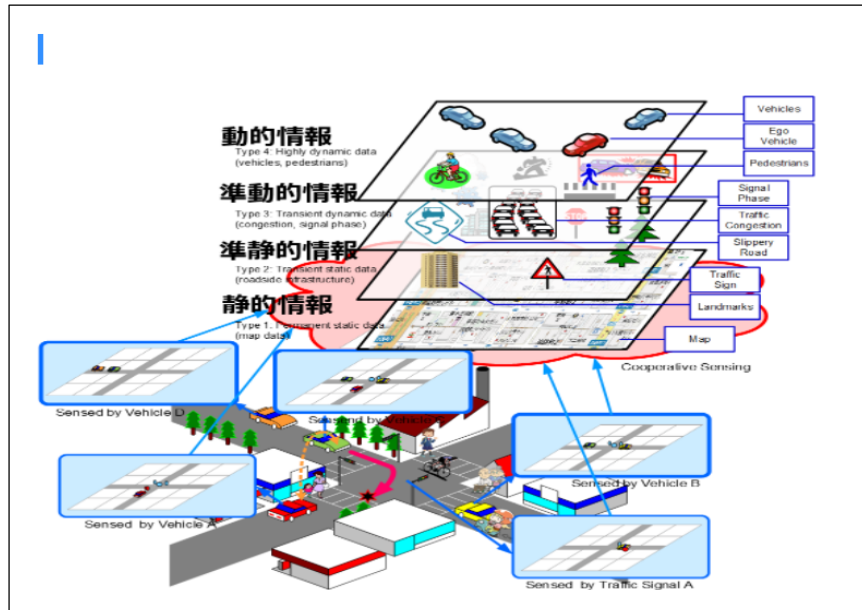 動的情報
Type 4: Highly dynamic data
(vehicles, pedestrians)
準動的情報
Type 3: Transient dynamic data
(congestion, signal phase)
準静的情報
Type 2: Transient static data
(roadside infrastructure)
静的情報
Type 1: Permanent static data
(map data)
Vehicles
Ego
Vehicle
Pedestrians
Signal
Phase
Traffic
Congestion
Slippery
Road
Traffic
Sign
Landmarks
Map
Cooperative Sensing
Sensed by Vehicle D
Sensed by Vehicle
Sensed by Vehicle A
Sensed by Vehicle B
Sensed by Traffic Signal A